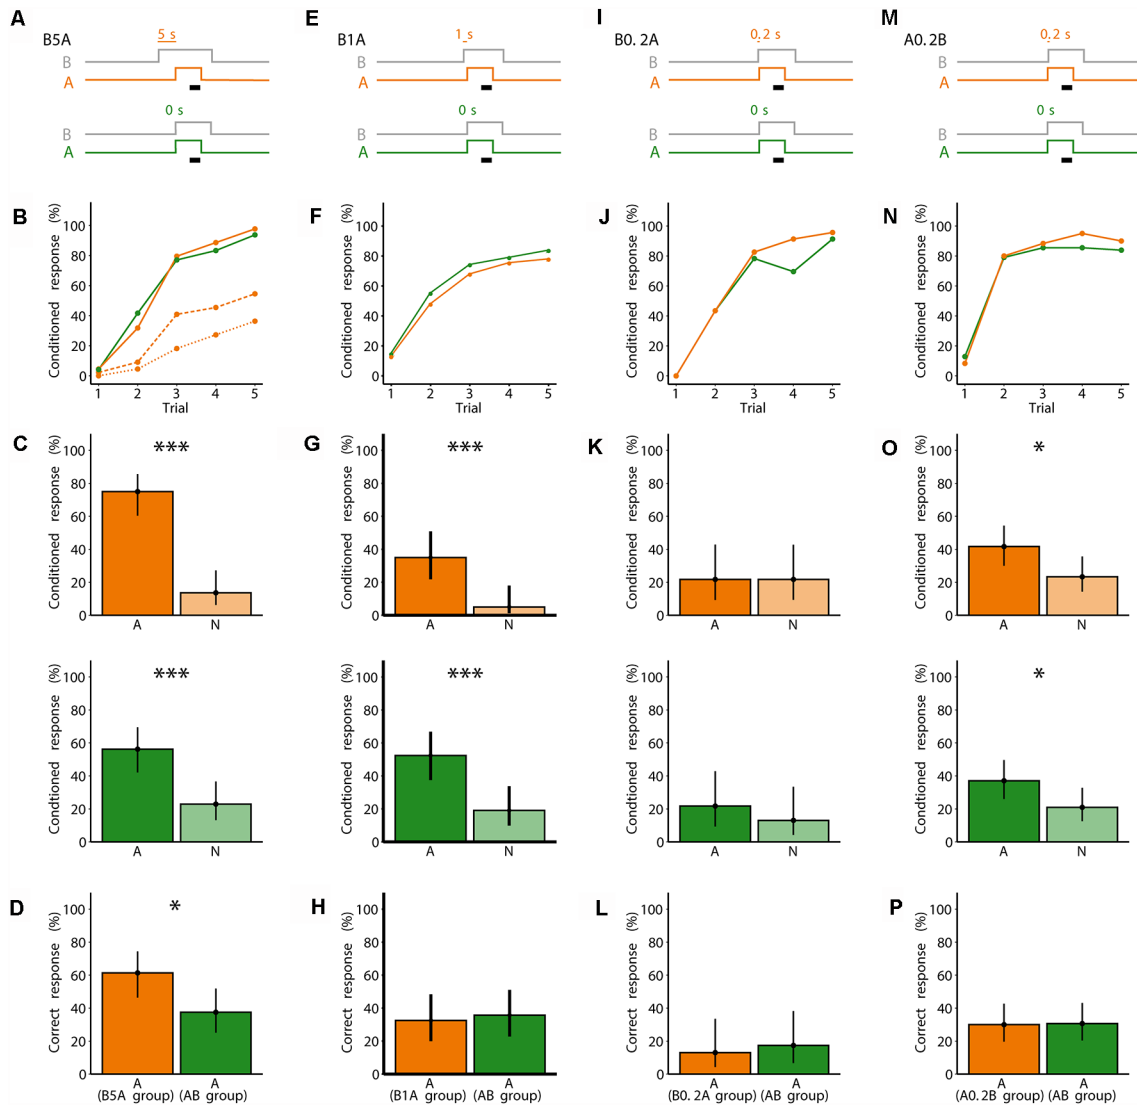 A
B5A
5 s
B
A
0 s
B
A
E
B1A
1 s
B
A
0 s
B
A
I
B0.2A
0.2 s
B
A
0 s
B
A
M
A0.2B
0.2 s
B
A
0 s
B
A
B
Conditioned response (%)
100
80
60
40
20
0
1 2 3 4 5
Trial
F
Conditioned response (%)
100
80
60
40
20
0
1 2 3 4 5
Trial
J
Conditioned response (%)
100
80
60
40
20
0
1 2 3 4 5
Trial
N
Conditioned response (%)
100
80
60
40
20
0
1 2 3 4 5
Trial
C
Conditioned response (%)
100
80
60
40
20
0
***
A N
G
Conditioned response (%)
100
80
60
40
20
0
***
A N
K
Conditioned response (%)
100
80
60
40
20
0
A N
O
Conditioned response (%)
100
80
60
40
20
0
*
A N
Condtioned response (%)
100
80
60
40
20
0
***
A N
Condtioned response (%)
100
80
60
40
20
0
***
A N
Condtioned response (%)
100
80
60
40
20
0
A N
Condtioned response (%)
100
80
60
40
20
0
*
A N
D
Correct response (%)
100
80
60
40
20
0
*
A A
(B5A group) (AB group)
H
Correct response (%)
100
80
60
40
20
0
A A
(B1A group) (AB group)
L
Correct response (%)
100
80
60
40
20
0
A A
(B0.2A group) (AB group)
P
Correct response (%)
100
80
60
40
20
0
A A
(A0.2B group) (AB group)